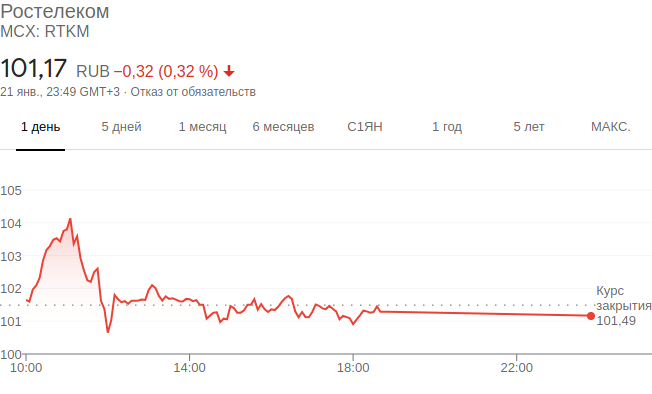 Ростелеком
MCX: RTKM
101,17 RUB −0,32 (0,32 %)
21 янв., 23:49 GMT+3 · Отказ от обязательств
1 день 5 дней 1 месяц 6 месяцев С1ЯН 1 год 5 лет МАКС.
105
104
103
102
101
100
Курс
закрытия
101,49
10:00 14:00 18:00 22:00